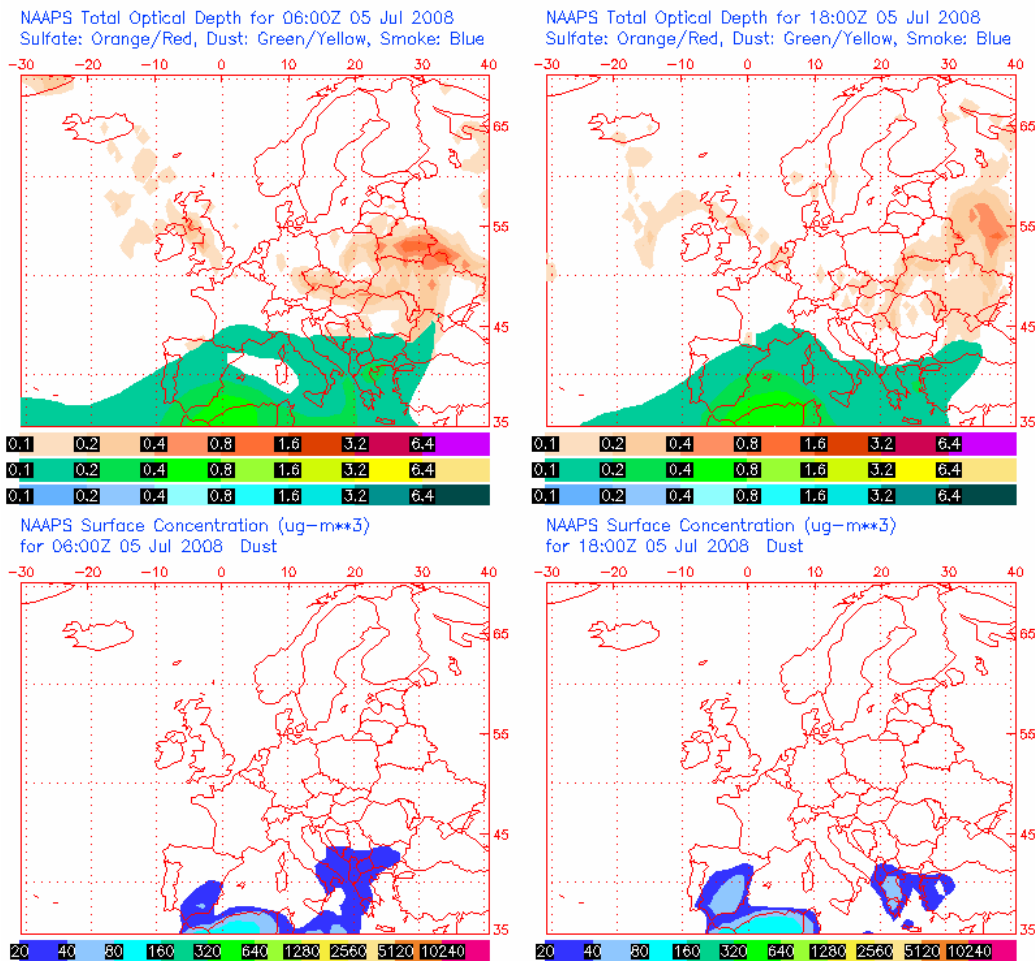 NAAPS Total Optical Depth for 06:00Z 05 Jul 2008
Sulfate: Orange/Red, Dust: Green/Yellow, Smoke: Blue
-30 -20 -10 0 10 20 30 40
65
55
45
35
0.1 0.2 0.4 0.8 1.6 3.2 6.4
0.1 0.2 0.4 0.8 1.6 3.2 6.4
0.1 0.2 0.4 0.8 1.6 3.2 6.4
NAAPS Total Optical Depth for 18:00Z 05 Jul 2008
Sulfate: Orange/Red, Dust: Green/Yellow, Smoke: Blue
-30 -20 -10 0 10 20 30 40
65
55
45
35
0.1 0.2 0.4 0.8 1.6 3.2 6.4
0.1 0.2 0.4 0.8 1.6 3.2 6.4
0.1 0.2 0.4 0.8 1.6 3.2 6.4
NAAPS Surface Concentration (ug-m**3)
for 06:00Z 05 Jul 2008 Dust
-30 -20 -10 0 10 20 30 40
65
55
45
35
20 40 80 160 320 640 1280 2560 5120 10240
NAAPS Surface Concentration (ug-m**3)
for 18:00Z 05 Jul 2008 Dust
-30 -20 -10 0 10 20 30 40
65
55
45
35
20 40 80 160 320 640 1280 2560 5120 10240